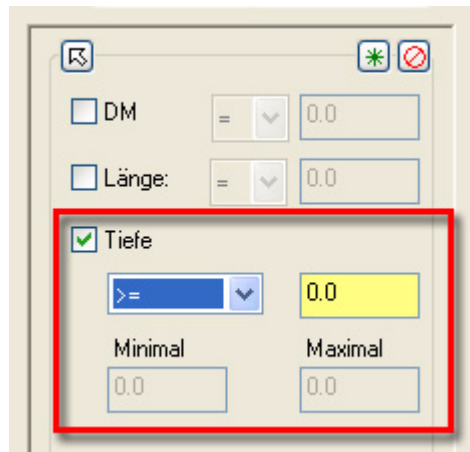 DM = 0.0
Länge: = 0.0
Tiefe
>= 0.0
Minimal Maximal
0.0 0.0